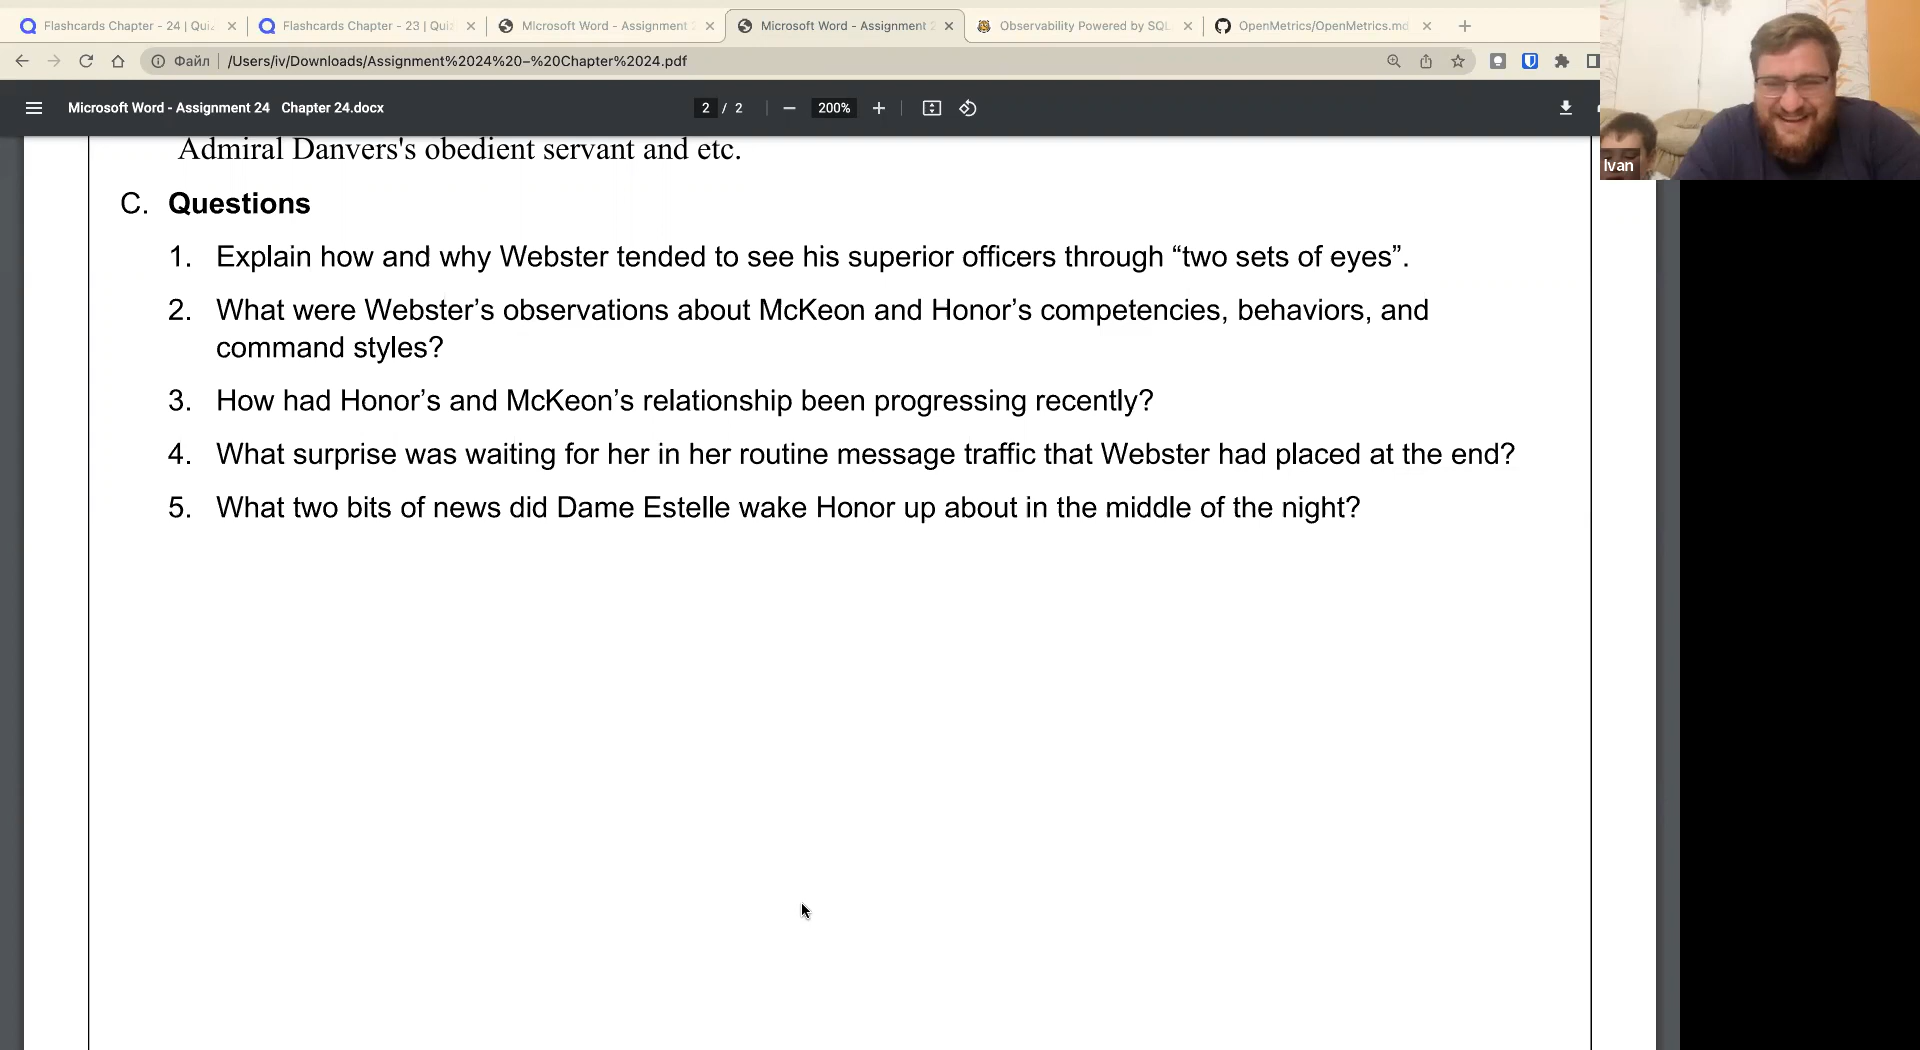 Flashcards Chapter - 24 | Qui
Flashcards Chapter - 23 | Qui
Microsoft Word - Assignment 2
Microsoft Word - Assignment 2
Observability Powered by SQL
OpenMetrics/OpenMetrics.md
Файл
/Users/iv/Downloads/Assignment%2024%20–%20Chapter%2024.pdf
Microsoft Word - Assignment 24 Chapter 24.docx
2 / 2
200%
Ivan
Admiral Danvers's obedient servant and etc.
C. Questions
1. Explain how and why Webster tended to see his superior officers through “two sets of eyes”.
2. What were Webster’s observations about McKeon and Honor’s competencies, behaviors, and
command styles?
3. How had Honor’s and McKeon’s relationship been progressing recently?
4. What surprise was waiting for her in her routine message traffic that Webster had placed at the end?
5. What two bits of news did Dame Estelle wake Honor up about in the middle of the night?